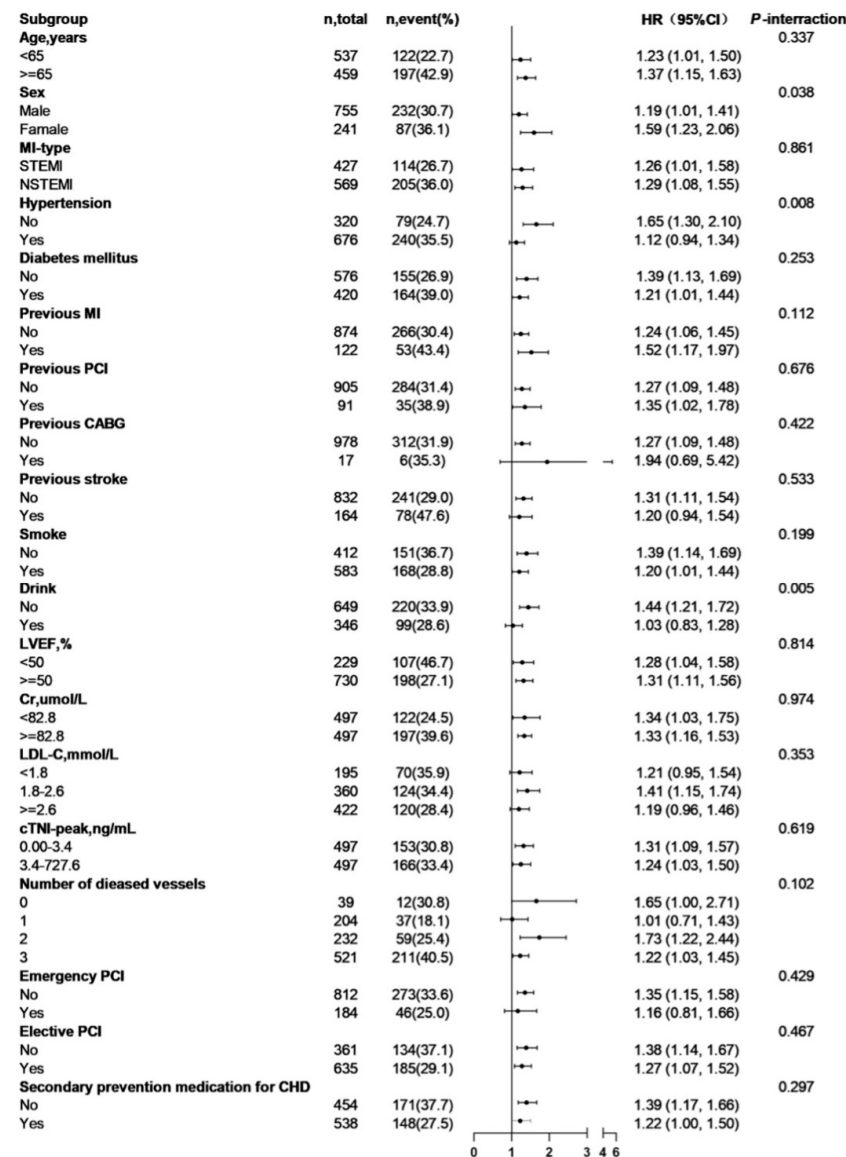 Subgroup n,total n,event(%) HR（95%CI） P-interraction
Age,years 0.337
<65 537 122(22.7) 1.23 (1.01, 1.50)
>=65 459 197(42.9) 1.37 (1.15, 1.63)
Sex 0.038
Male 755 232(30.7) 1.19 (1.01, 1.41)
Famale 241 87(36.1) 1.59 (1.23, 2.06)
MI-type 0.861
STEMI 427 114(26.7) 1.26 (1.01, 1.58)
NSTEMI 569 205(36.0) 1.29 (1.08, 1.55)
Hypertension 0.008
No 320 79(24.7) 1.65 (1.30, 2.10)
Yes 676 240(35.5) 1.12 (0.94, 1.34)
Diabetes mellitus 0.253
No 576 155(26.9) 1.39 (1.13, 1.69)
Yes 420 164(39.0) 1.21 (1.01, 1.44)
Previous MI 0.112
No 874 266(30.4) 1.24 (1.06, 1.45)
Yes 122 53(43.4) 1.52 (1.17, 1.97)
Previous PCI 0.676
No 905 284(31.4) 1.27 (1.09, 1.48)
Yes 91 35(38.9) 1.35 (1.02, 1.78)
Previous CABG 0.422
No 978 312(31.9) 1.27 (1.09, 1.48)
Yes 17 6(35.3) 1.94 (0.69, 5.42)
Previous stroke 0.533
No 832 241(29.0) 1.31 (1.11, 1.54)
Yes 164 78(47.6) 1.20 (0.94, 1.54)
Smoke 0.199
No 412 151(36.7) 1.39 (1.14, 1.69)
Yes 583 168(28.8) 1.20 (1.01, 1.44)
Drink 0.005
No 649 220(33.9) 1.44 (1.21, 1.72)
Yes 346 99(28.6) 1.03 (0.83, 1.28)
LVEF,% 0.814
<50 229 107(46.7) 1.28 (1.04, 1.58)
>=50 730 198(27.1) 1.31 (1.11, 1.56)
Cr,umol/L 0.974
<82.8 497 122(24.5) 1.34 (1.03, 1.75)
>=82.8 497 197(39.6) 1.33 (1.16, 1.53)
LDL-C,mmol/L 0.353
<1.8 195 70(35.9) 1.21 (0.95, 1.54)
1.8-2.6 360 124(34.4) 1.41 (1.15, 1.74)
>=2.6 422 120(28.4) 1.19 (0.96, 1.46)
cTNI-peak,ng/mL 0.619
0.00-3.4 497 153(30.8) 1.31 (1.09, 1.57)
3.4-727.6 497 166(33.4) 1.24 (1.03, 1.50)
Number of dieased vessels 0.102
0 39 12(30.8) 1.65 (1.00, 2.71)
1 204 37(18.1) 1.01 (0.71, 1.43)
2 232 59(25.4) 1.73 (1.22, 2.44)
3 521 211(40.5) 1.22 (1.03, 1.45)
Emergency PCI 0.429
No 812 273(33.6) 1.35 (1.15, 1.58)
Yes 184 46(25.0) 1.16 (0.81, 1.66)
Elective PCI 0.467
No 361 134(37.1) 1.38 (1.14, 1.67)
Yes 635 185(29.1) 1.27 (1.07, 1.52)
Secondary prevention medication for CHD 0.297
No 454 171(37.7) 1.39 (1.17, 1.66)
Yes 538 148(27.5) 1.22 (1.00, 1.50)
0 1 2 3 4 6